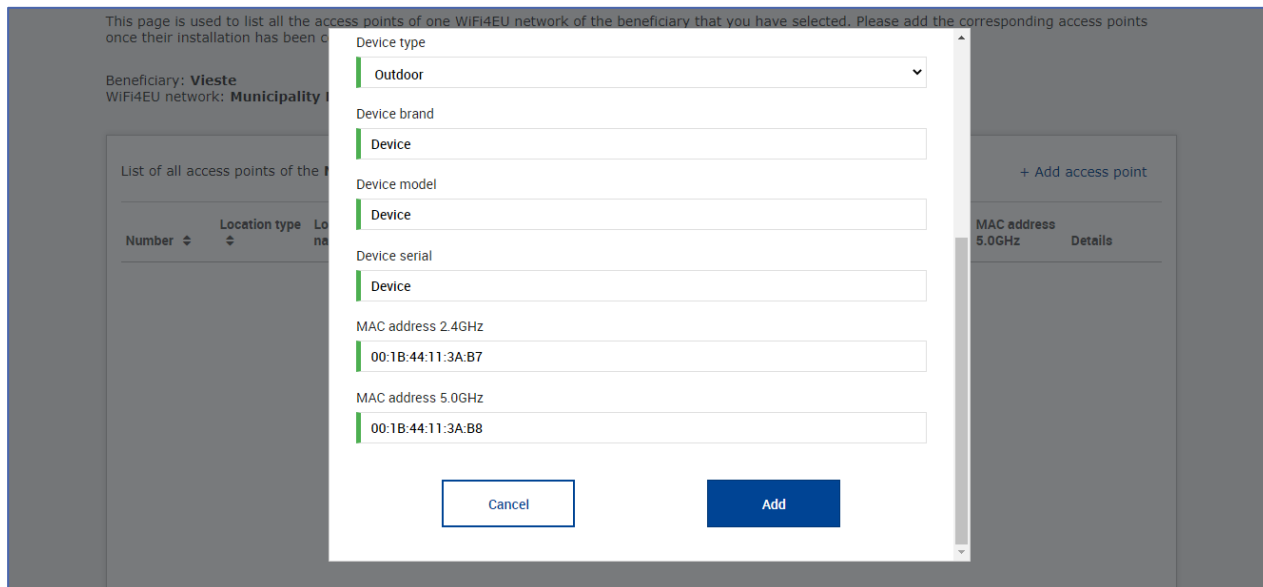 This page is used to list all the access points of one WiFi4EU network of the beneficiary that you have selected. Please add the corresponding access points
once their installation has been c
Beneficiary: Vieste
WiFi4EU network: Municipality
List of all access points of the
+ Add access point
Number
Location type
Lo
na
MAC address
5.0GHz
Details
Device type
Outdoor
Device brand
Device
Device model
Device
Device serial
Device
MAC address 2.4GHz
00:1B:44:11:3A:B7
MAC address 5.0GHz
00:1B:44:11:3A:B8
Cancel
Add